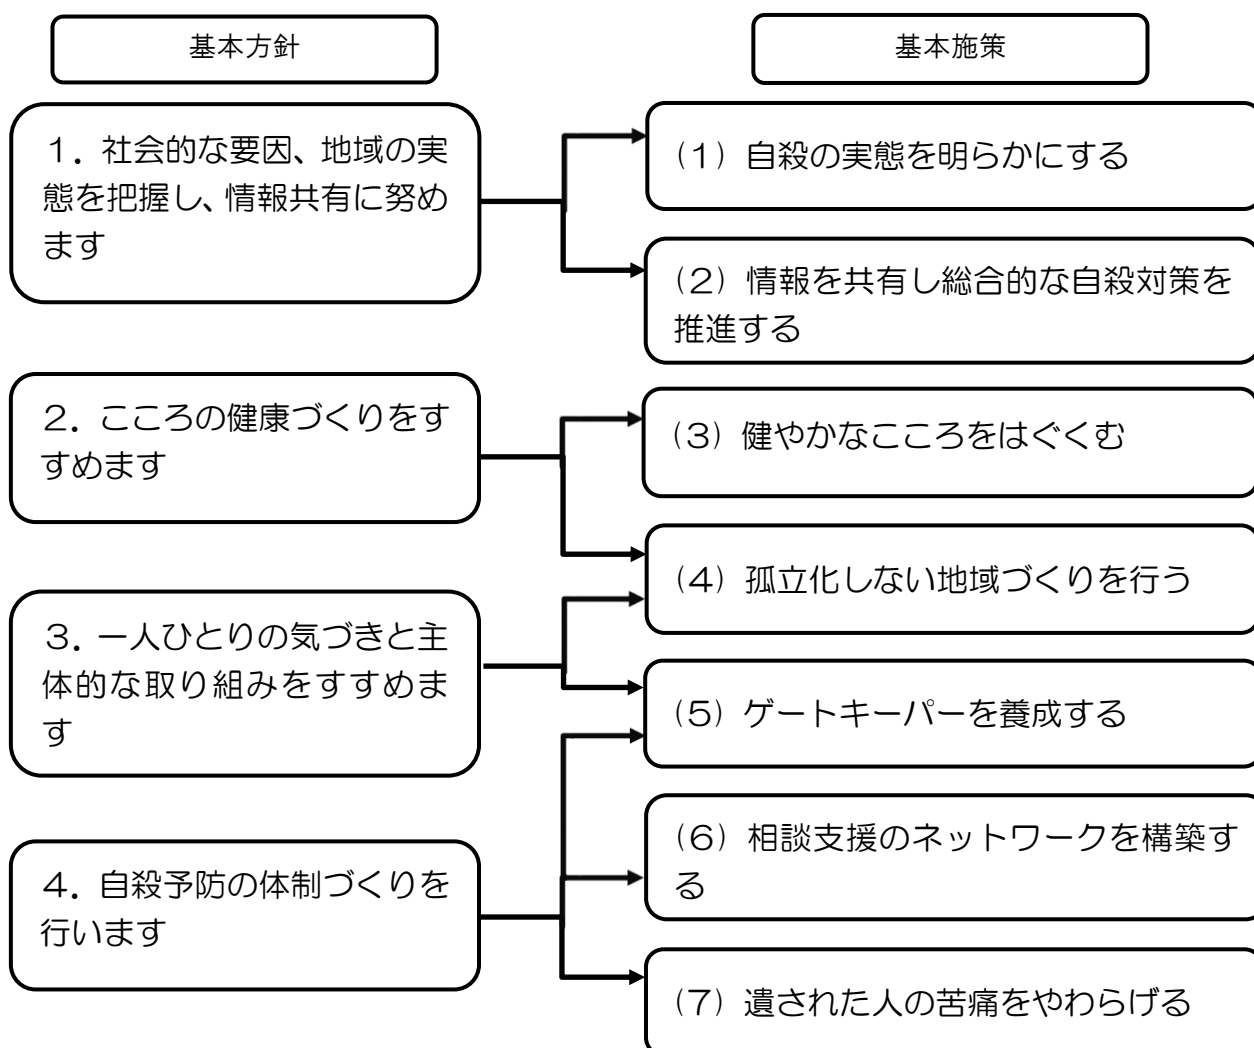 基本方針
基本施策
1．社会的な要因、地域の実
態を把握し、情報共有に努め
ます
(1) 自殺の実態を明らかにする
(2) 情報を共有し総合的な自殺対策を
推進する
2．こころの健康づくりをす
すめます
(3) 健やかなこころをはぐくむ
(4) 孤立化しない地域づくりを行う
3．一人ひとりの気づきと主
体的な取り組みをすすめま
す
(5) ゲートキーパーを養成する
4．自殺予防の体制づくりを
行います
(6) 相談支援のネットワークを構築す
る
(7) 遺された人の苦痛をやわらげる